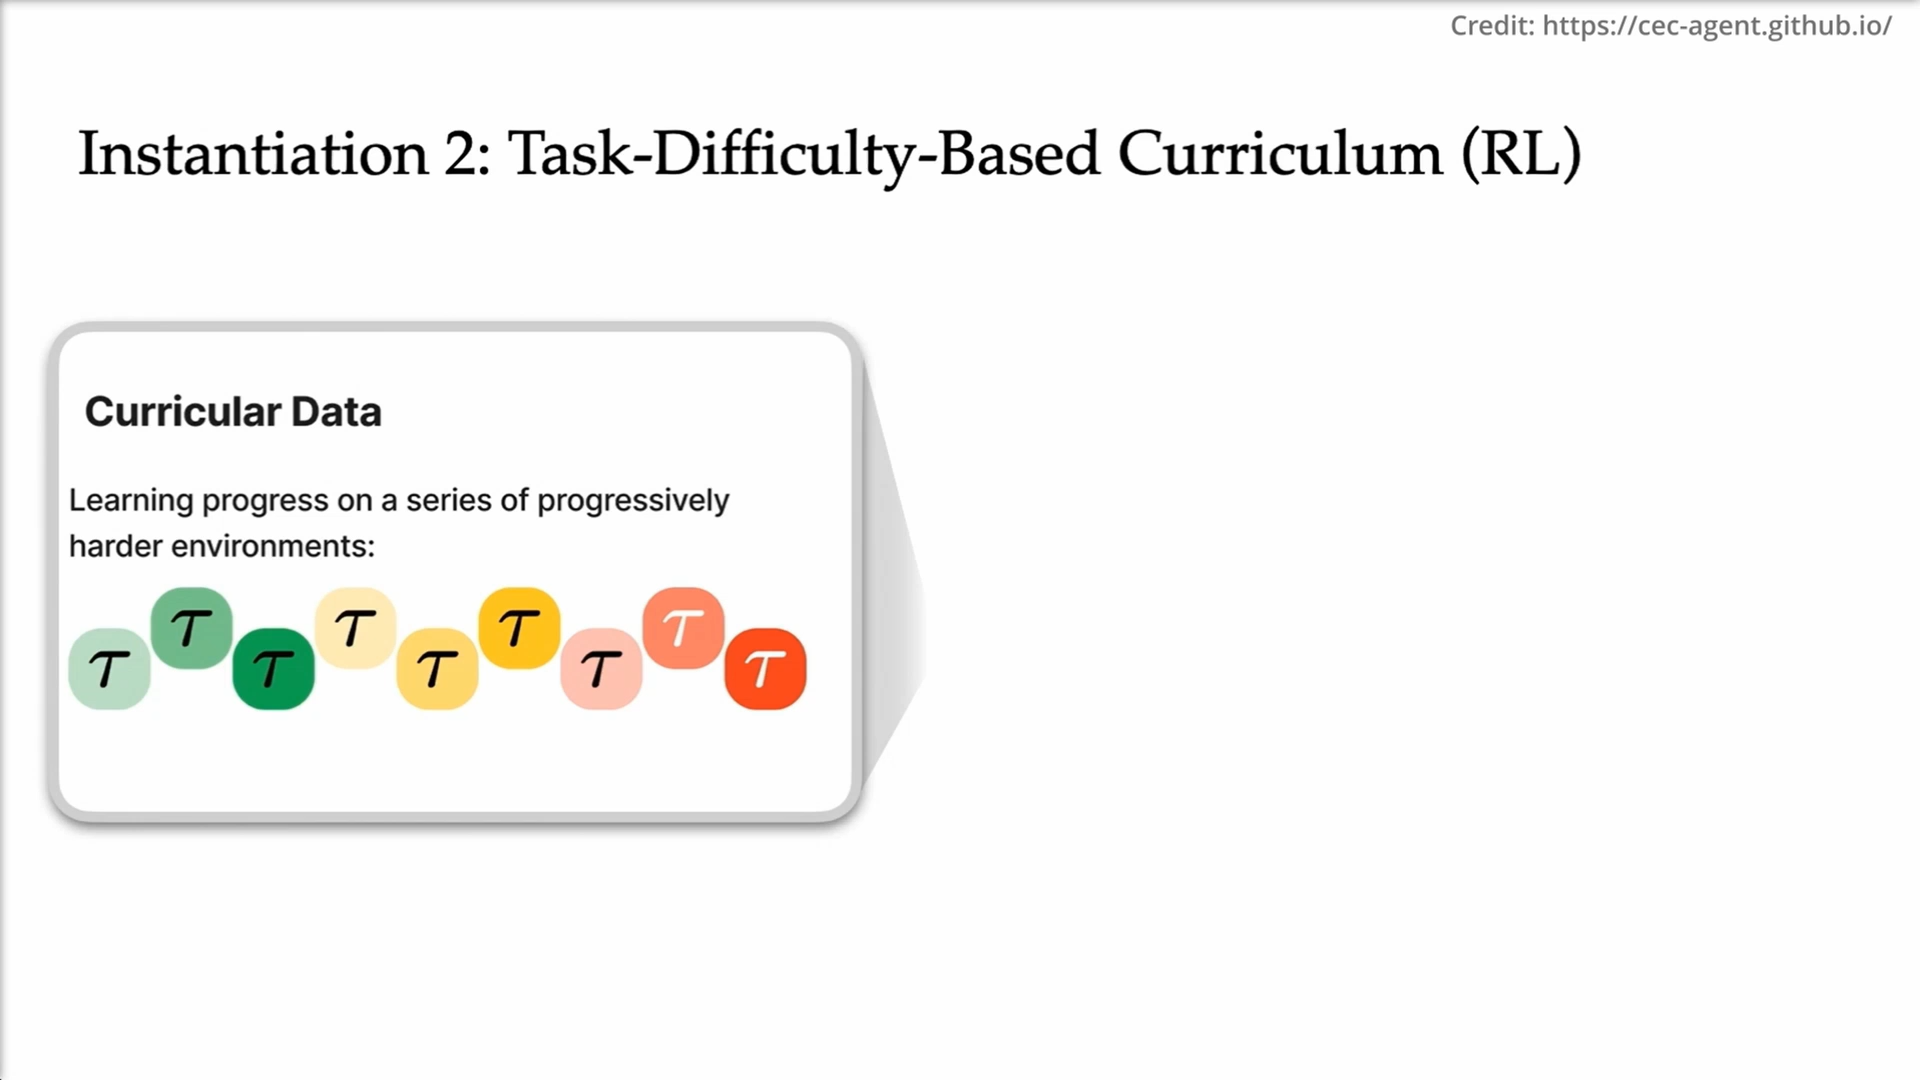 Credit: https://cec-agent.github.io/
Instantiation 2: Task-Difficulty-Based Curriculum (RL)
Curricular Data
Learning progress on a series of progressively
harder environments:
τ τ τ τ τ τ τ τ τ